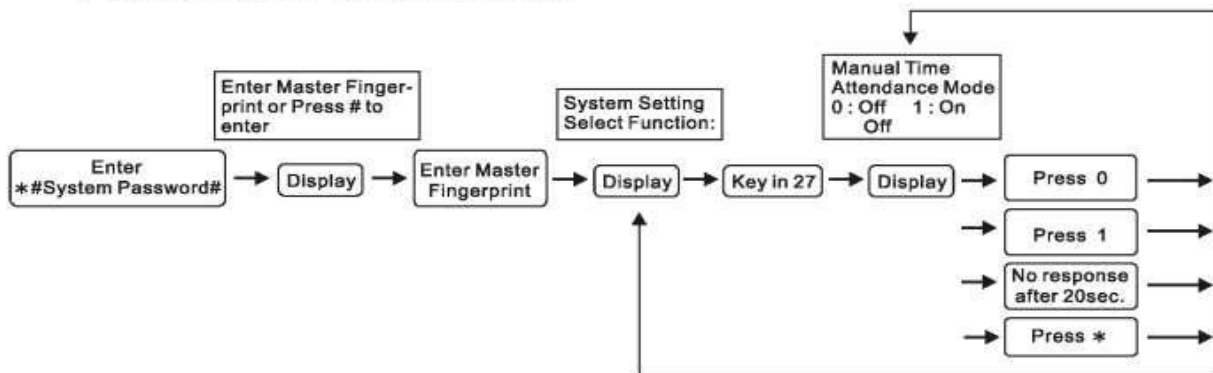 Enter Master Finger-
print or Press # to
enter
System Setting
Select Function:
Manual Time
Attendance Mode
0 : Off 1 : On
Off
Enter
*#System Password#
Display
Enter Master
Fingerprint
Display
Key in 27
Display
Press 0
Press 1
No response
after 20sec.
Press *